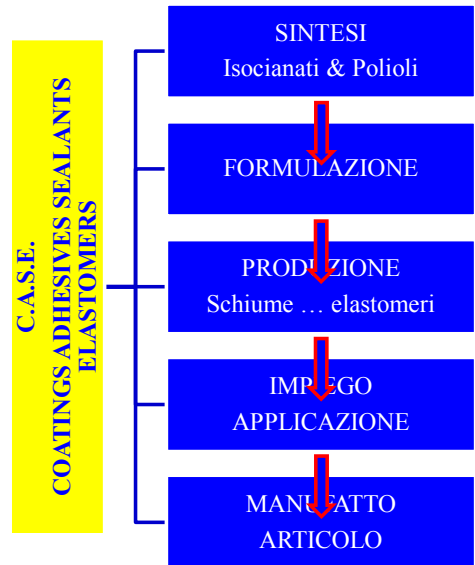 C.A.S.E.
COATINGS ADHESIVES SEALANTS
ELASTOMERS
SINTESI
Isocianati & Polioli
FORMULAZIONE
PRODUZIONE
Schiume … elastomeri
IMPIEGO
APPLICAZIONE
MANUFATTO
ARTICOLO